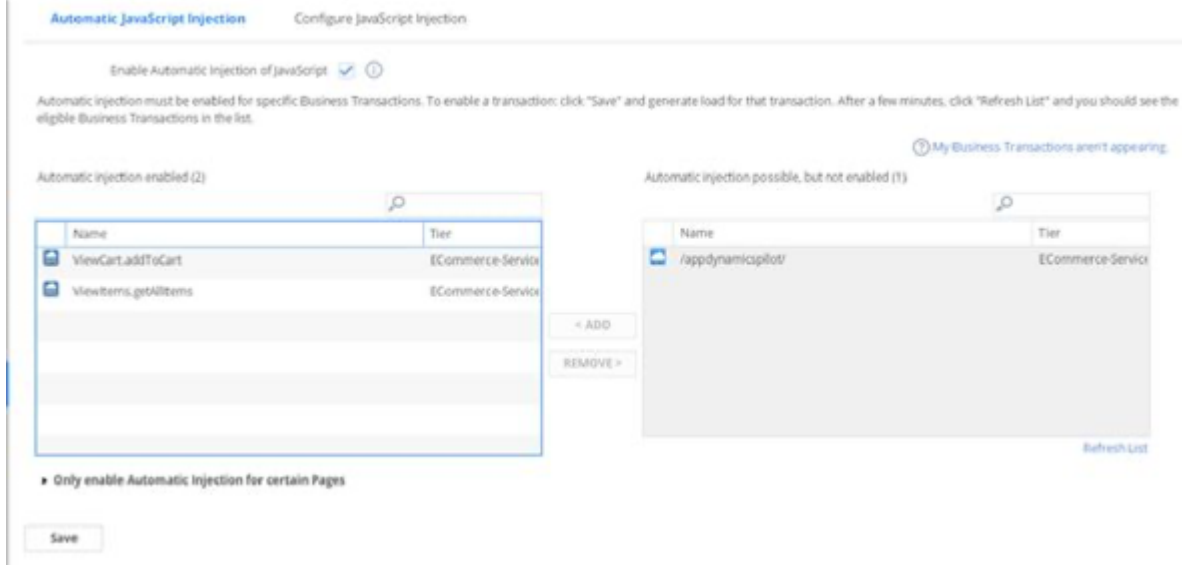 Automatic JavaScript Injection Configure JavaScript Injection
Enable Automatic Injection of JavaScript
Automatic injection must be enabled for specific Business Transactions. To enable a transaction: click "Save" and generate load for that transaction. After a few minutes, click "Refresh List" and you should see the
eligible Business Transactions in the list.
My Business Transactions aren't appearing.
Automatic injection enabled (2)
Name Tier
ViewCart.addToCart ECommerce-Service
ViewItems.getAllItems ECommerce-Service
< ADD
REMOVE >
Automatic injection possible, but not enabled (1)
Name Tier
/appdynamicspilot/ ECommerce-Service
Refresh List
Only enable Automatic Injection for certain Pages
Save